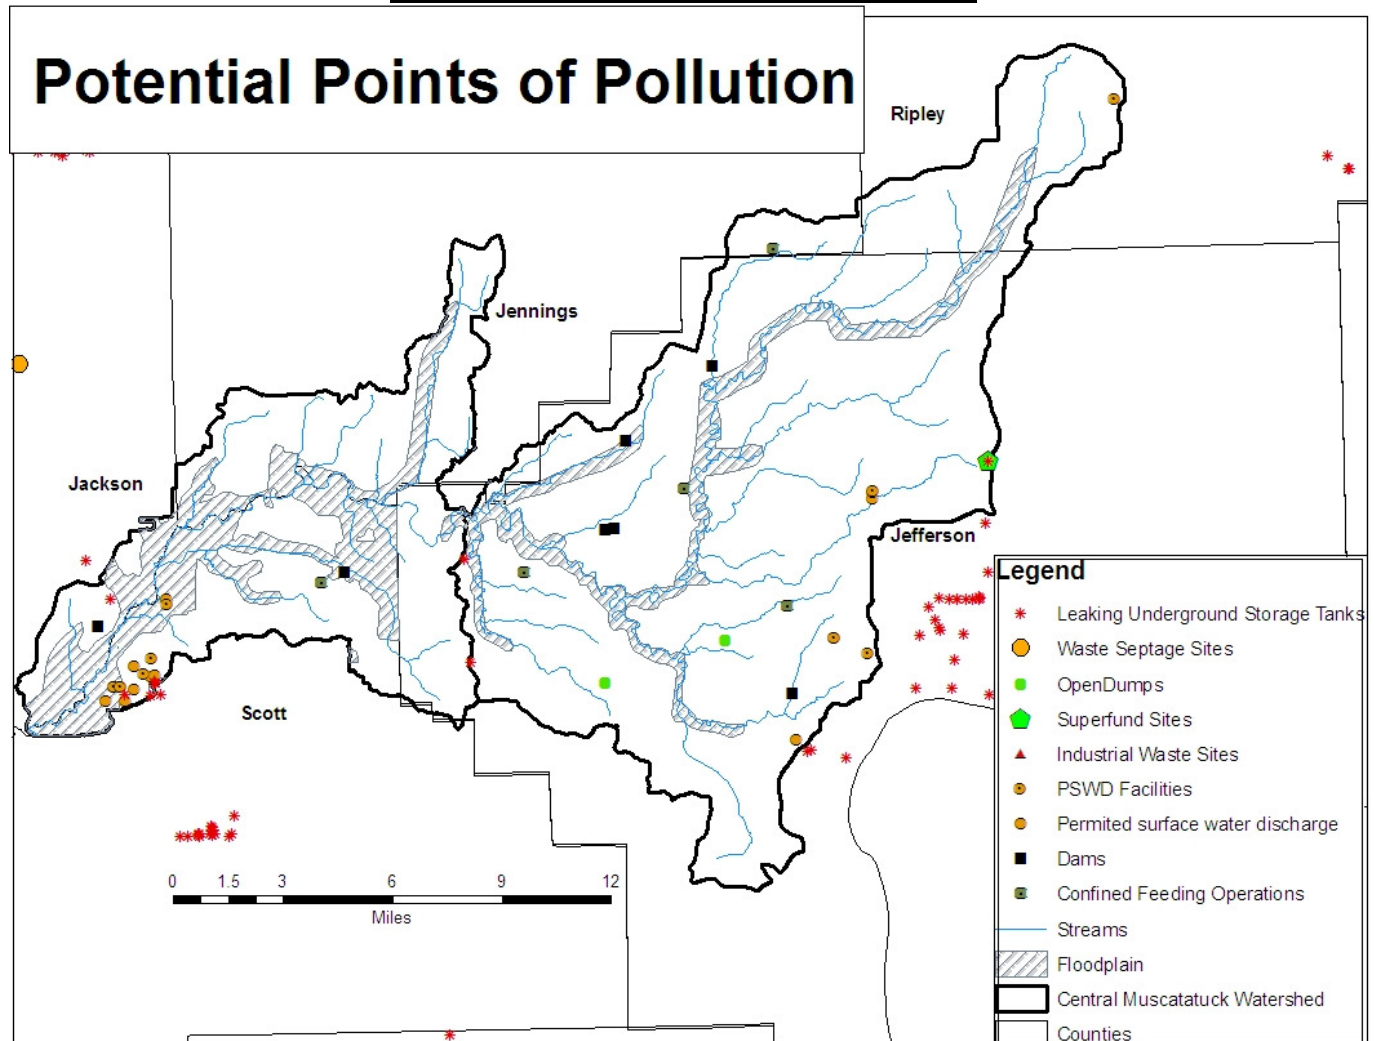 Potential Points of Pollution
Ripley
Jennings
Jackson
Jefferson
Scott
0 1.5 3 6 9 12
Miles
Legend
Leaking Underground Storage Tanks
Waste Septage Sites
OpenDumps
Superfund Sites
Industrial Waste Sites
PSWD Facilities
Permited surface water discharge
Dams
Confined Feeding Operations
Streams
Floodplain
Central Muscatatuck Watershed
Counties